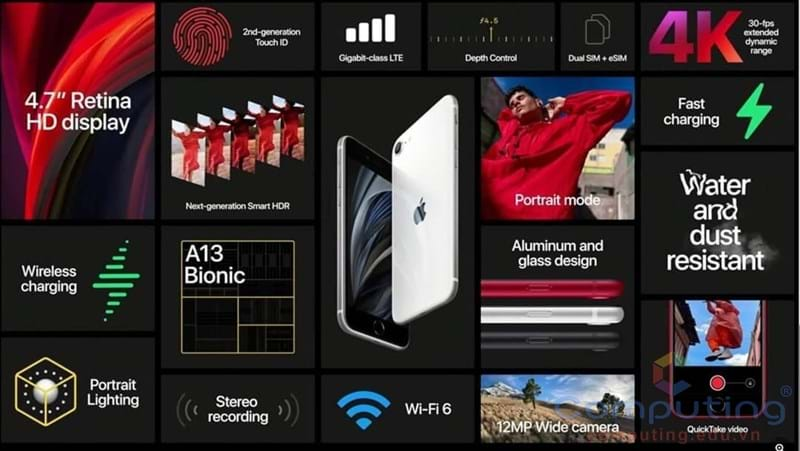 4.7" Retina
HD display
2nd-generation
Touch ID
Gigabit-class LTE
ƒ4.5
Depth Control
Dual SIM + eSIM
4K
30-fps
extended
dynamic
range
Next-generation Smart HDR
Portrait mode
Fast
charging
Water
and
dust
resistant
Wireless
charging
A13
Bionic
Aluminum and
glass design
Portrait
Lighting
Stereo
recording
Wi-Fi 6
12MP Wide camera
QuickTake video
computing®
computing.edu.vn